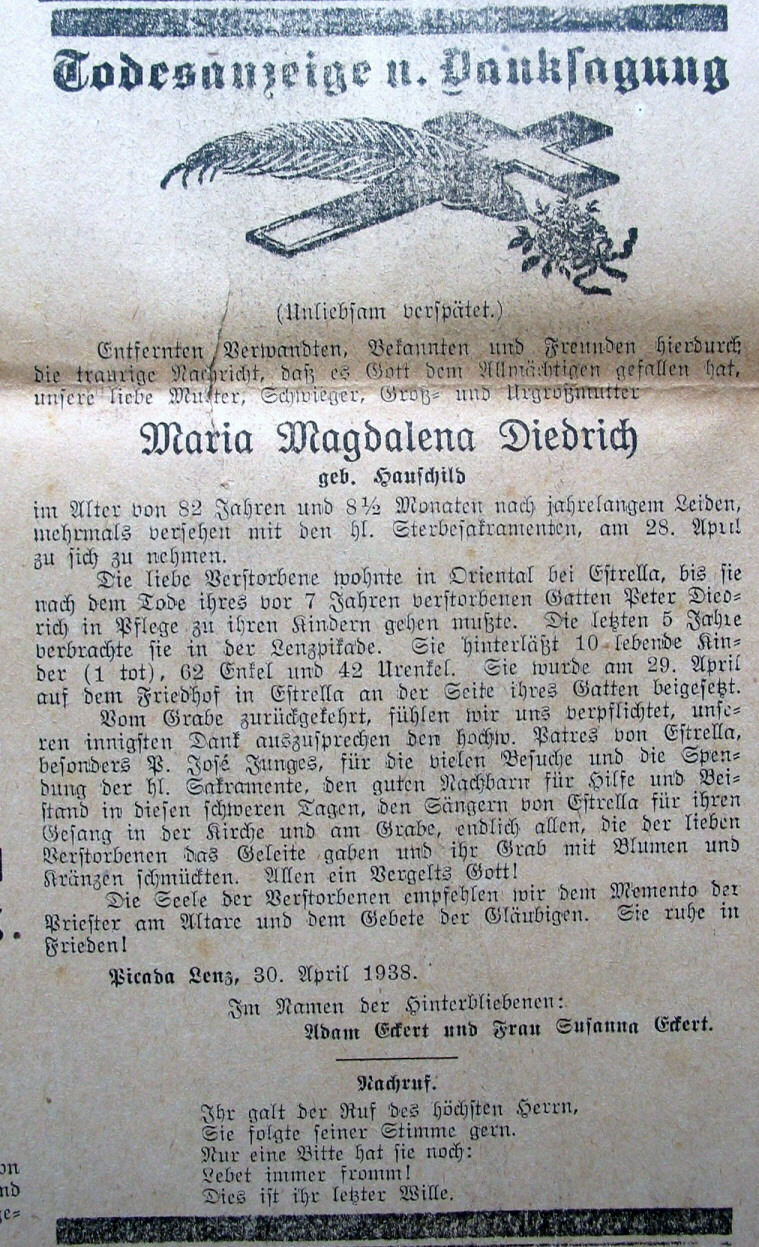 Todesanzeige u. Danksagung
(Unliebsam verspätet.)
Entfernten Verwandten, Bekannten und Freunden hierdurch
die traurige Nachricht, daß es Gott dem Allmächtigen gefallen hat,
unsere liebe Mutter, Schwieger, Groß- und Urgroßmutter
Maria Magdalena Diedrich
geb. Hauschild
im Alter von 82 Jahren und 8½ Monaten nach jahrelangem Leiden,
mehrmals versehen mit den hl. Sterbesakramenten, am 28. April
zu sich zu nehmen.
Die liebe Verstorbene wohnte in Oriental bei Estrella, bis sie
nach dem Tode ihres vor 7 Jahren verstorbenen Gatten Peter Died-
rich in Pflege zu ihren Kindern gehen mußte. Die letzten 5 Jahre
verbrachte sie in der Lenzpikade. Sie hinterläßt 10 lebende Kin-
der (1 tot), 62 Enkel und 42 Urenkel. Sie wurde am 29. April
auf dem Friedhof in Estrella an der Seite ihres Gatten beigesetzt.
Vom Grabe zurückgekehrt, fühlen wir uns verpflichtet, unse-
ren innigsten Dank auszusprechen den hochw. Patres von Estrella,
besonders P. José Junges, für die vielen Besuche und die Spen-
dung der hl. Sakramente, den guten Nachbarn für Hilfe und Bei-
stand in diesen schweren Tagen, den Sängern von Estrella für ihren
Gesang in der Kirche und am Grabe, endlich allen, die der lieben
Verstorbenen das Geleite gaben und ihr Grab mit Blumen und
Kränzen schmückten. Allen ein Vergelts Gott!
Die Seele der Verstorbenen empfehlen wir dem Memento der
Priester am Altare und dem Gebete der Gläubigen. Sie ruhe in
Frieden!
Picada Lenz, 30. April 1938.
Im Namen der Hinterbliebenen:
Adam Eckert und Frau Susanna Eckert.
Nachruf.
Ihr galt der Ruf des höchsten Herrn,
Sie folgte seiner Stimme gern.
Nur eine Bitte hat sie noch:
Lebet immer fromm!
Dies ist ihr letzter Wille.